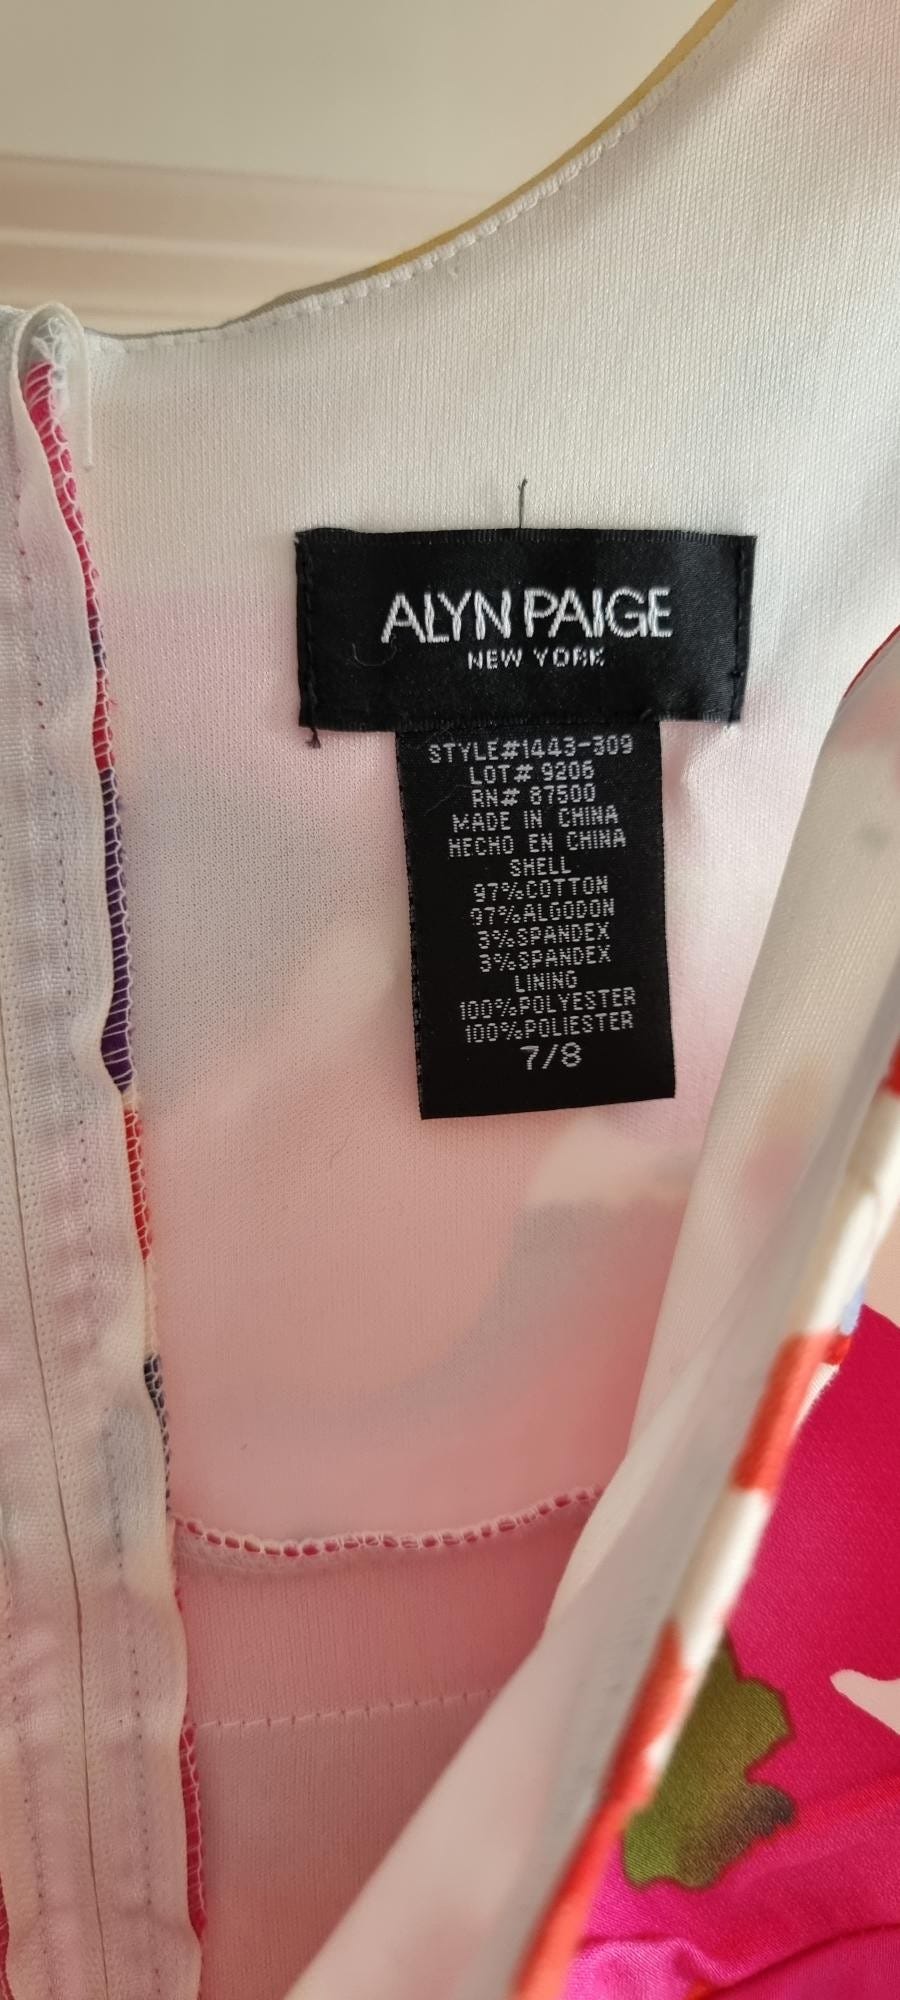 ALYN PAIGE
NEW YORK
STYLE#1443-309
LOT# 9206
RN# 87500
MADE IN CHINA
HECHO EN CHINA
SHELL
97%COTTON
97%ALGODON
3%SPANDEX
3%SPANDEX
LINING
100%POLYESTER
100%POLIESTER
7/8